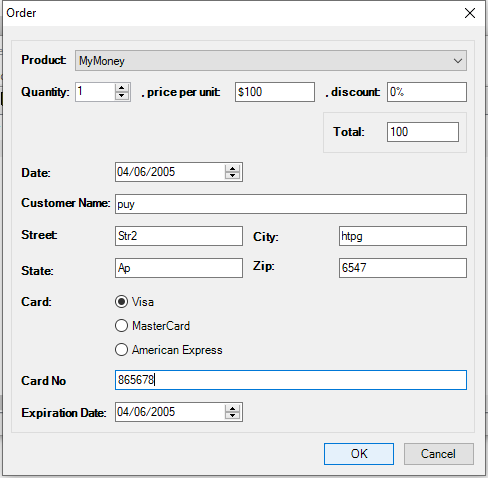 Order
Product: MyMoney
Quantity: 1 , price per unit: $100 , discount: 0%
Total: 100
Date: 04/06/2005
Customer Name: puy
Street: Str2 City: htpg
State: Ap Zip: 6547
Card: Visa
MasterCard
American Express
Card No 865678
Expiration Date: 04/06/2005
OK Cancel